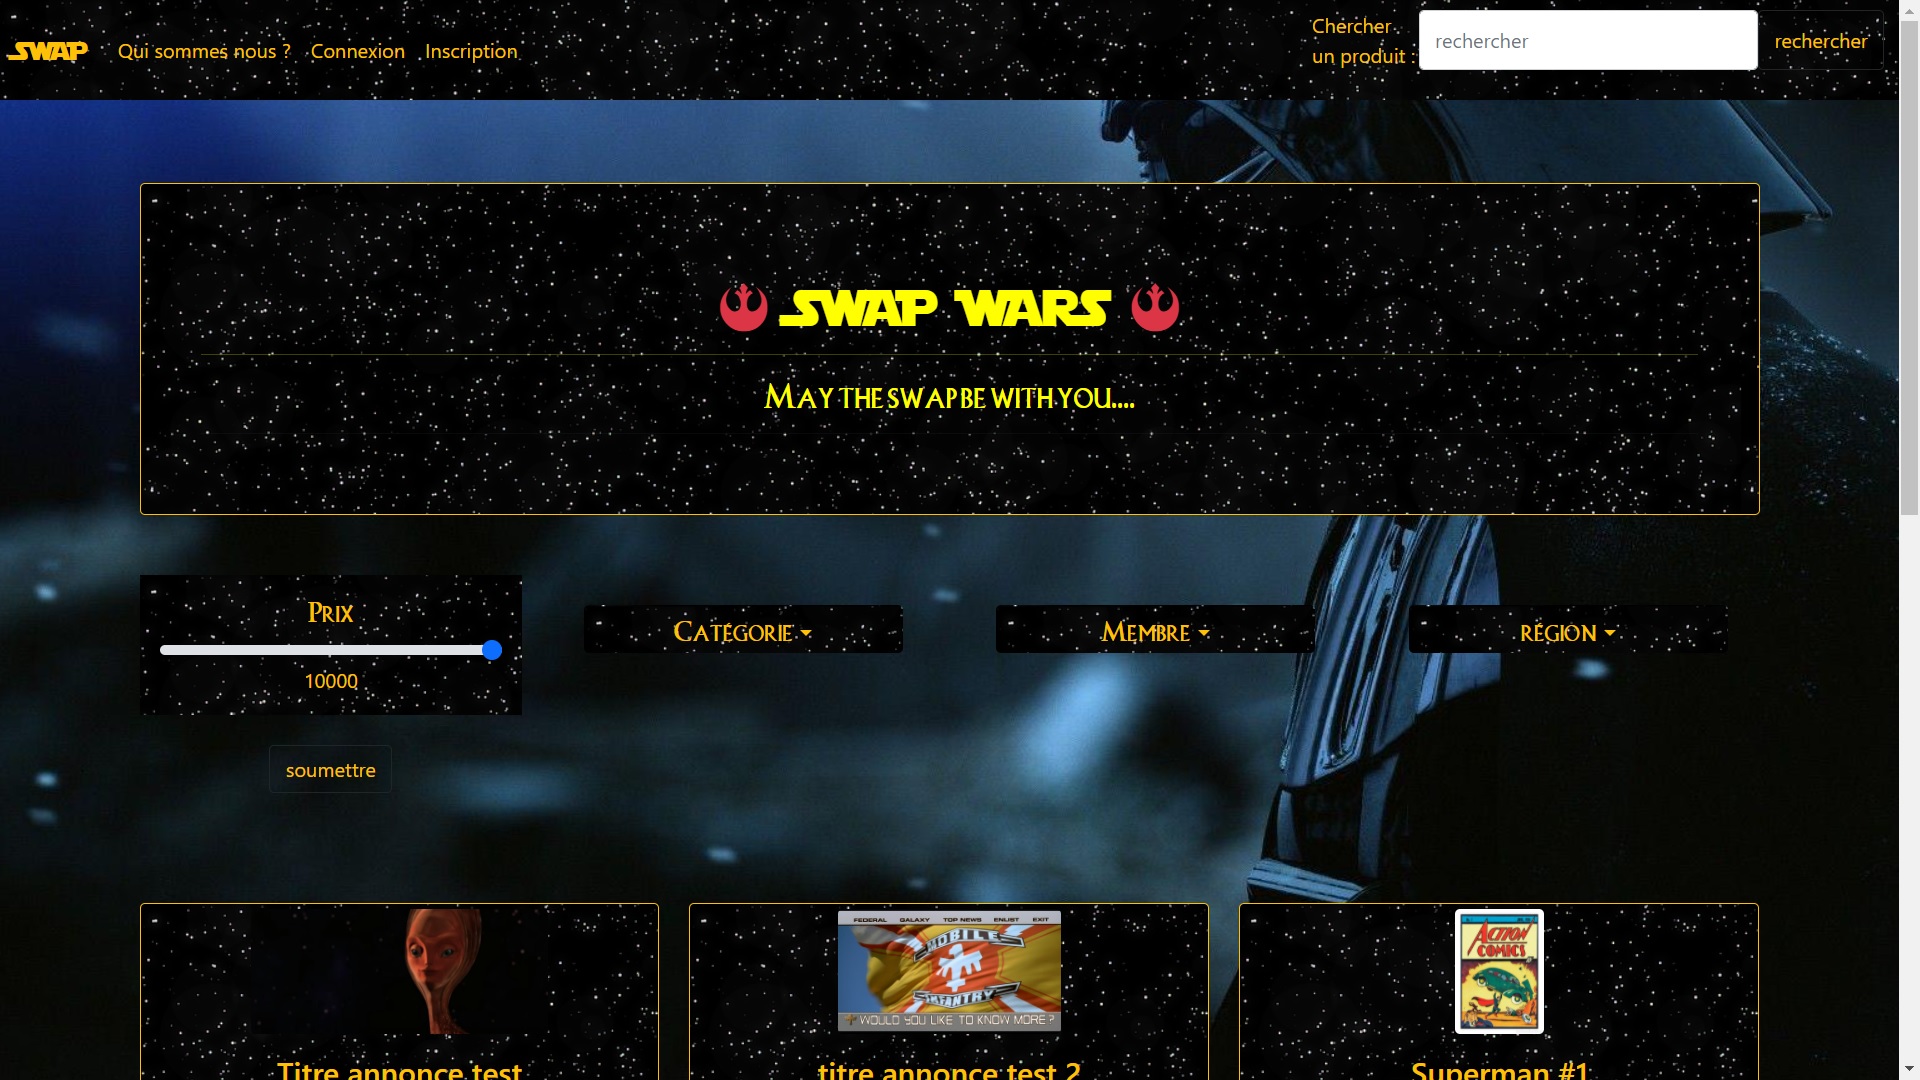 SWAP
Qui sommes nous ?
Connexion
Inscription
Chercher
un produit :
rechercher
rechercher
SWAP WARS
May the swap be with you....
Prix
10000
Catégorie
Membre
région
soumettre
FEDERAL GALAXY TOP NEWS ENLIST EXIT
MOBILE
INFANTRY
WOULD YOU LIKE TO KNOW MORE ?
ACTION
COMICS
Titre annonce test
titre annonce test 2
Superman #1